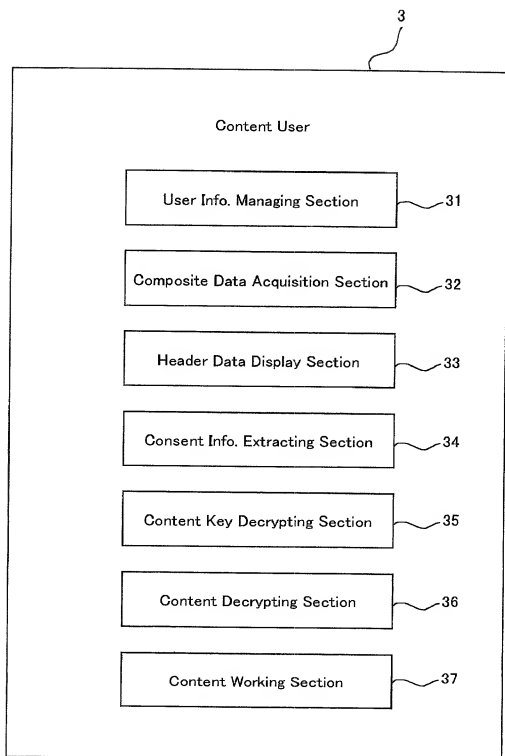 3
Content User
User Info. Managing Section 31
Composite Data Acquisition Section 32
Header Data Display Section 33
Consent Info. Extracting Section 34
Content Key Decrypting Section 35
Content Decrypting Section 36
Content Working Section 37